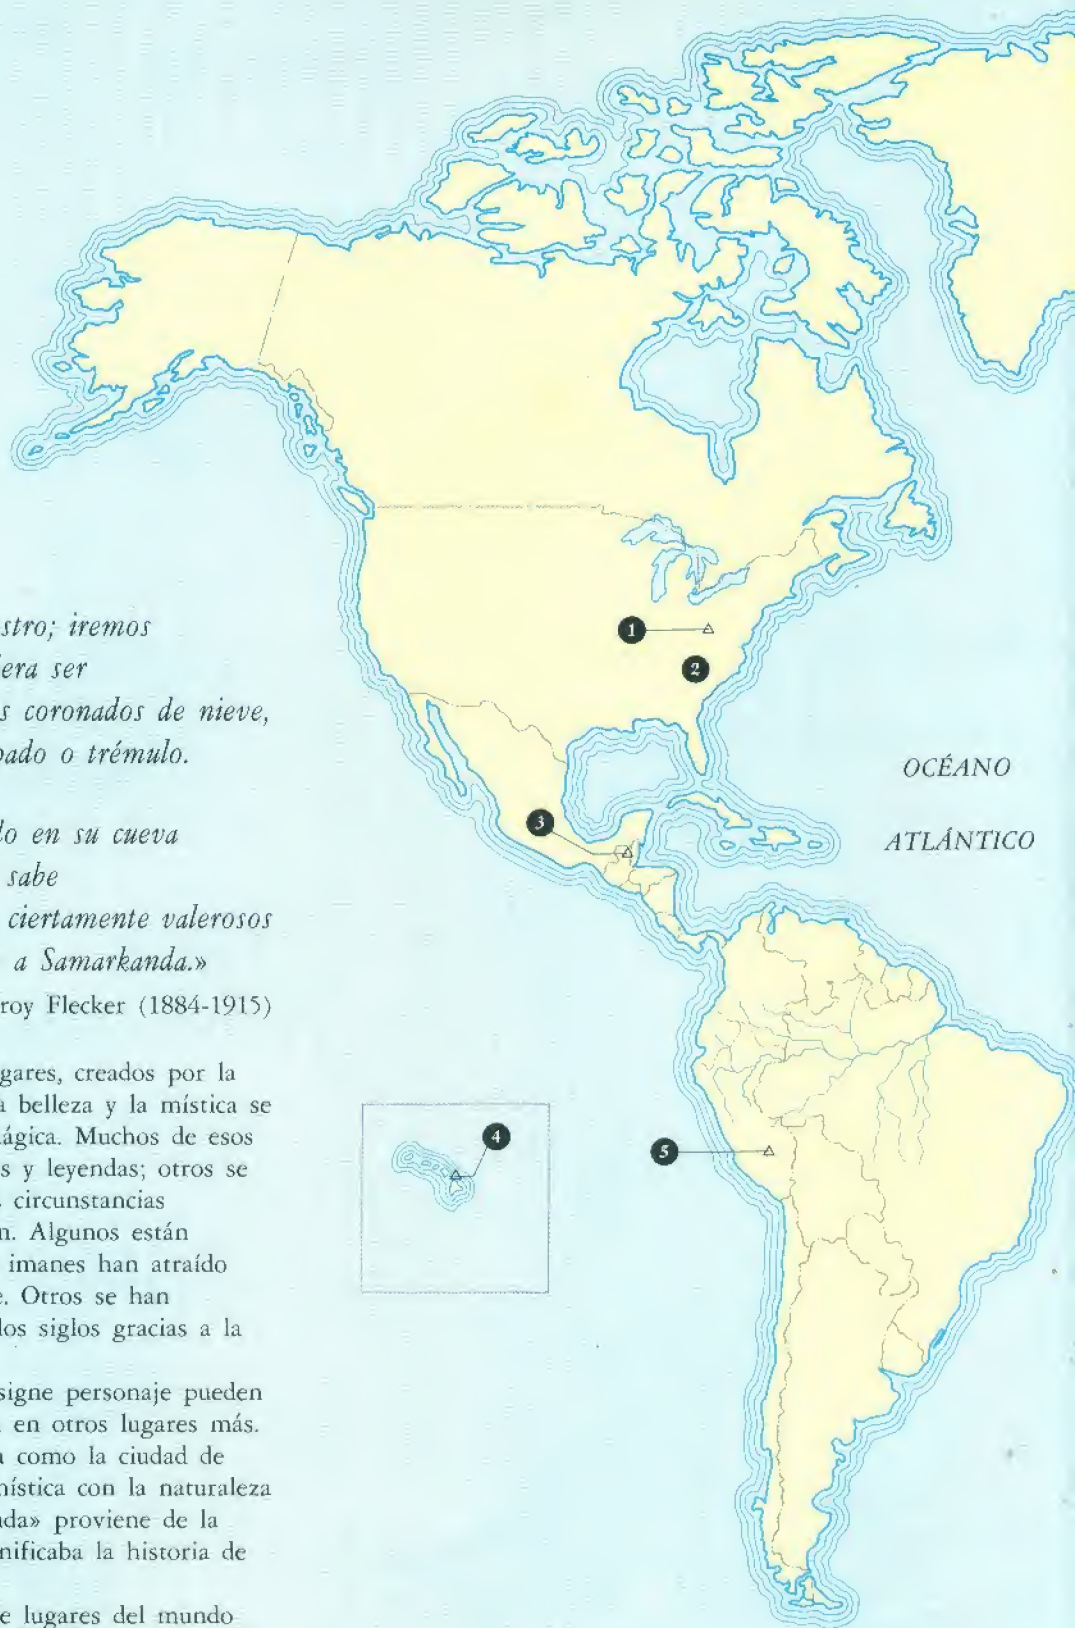 stro; iremos
era ser
s coronados de nieve,
bado o trémulo.
lo en su cueva
sabe
ciertamente valerosos
a Samarkanda.»
roy Flecker (1884-1915)
gares, creados por la
a belleza y la mística se
ágica. Muchos de esos
s y leyendas; otros se
circunstancias
n. Algunos están
imanes han atraído
e. Otros se han
los siglos gracias a la
signe personaje pueden
en otros lugares más.
a como la ciudad de
nística con la naturaleza
nda» proviene de la
nificaba la historia de
e lugares del mundo
1
2
3
OCÉANO
ATLÁNTICO
4
5